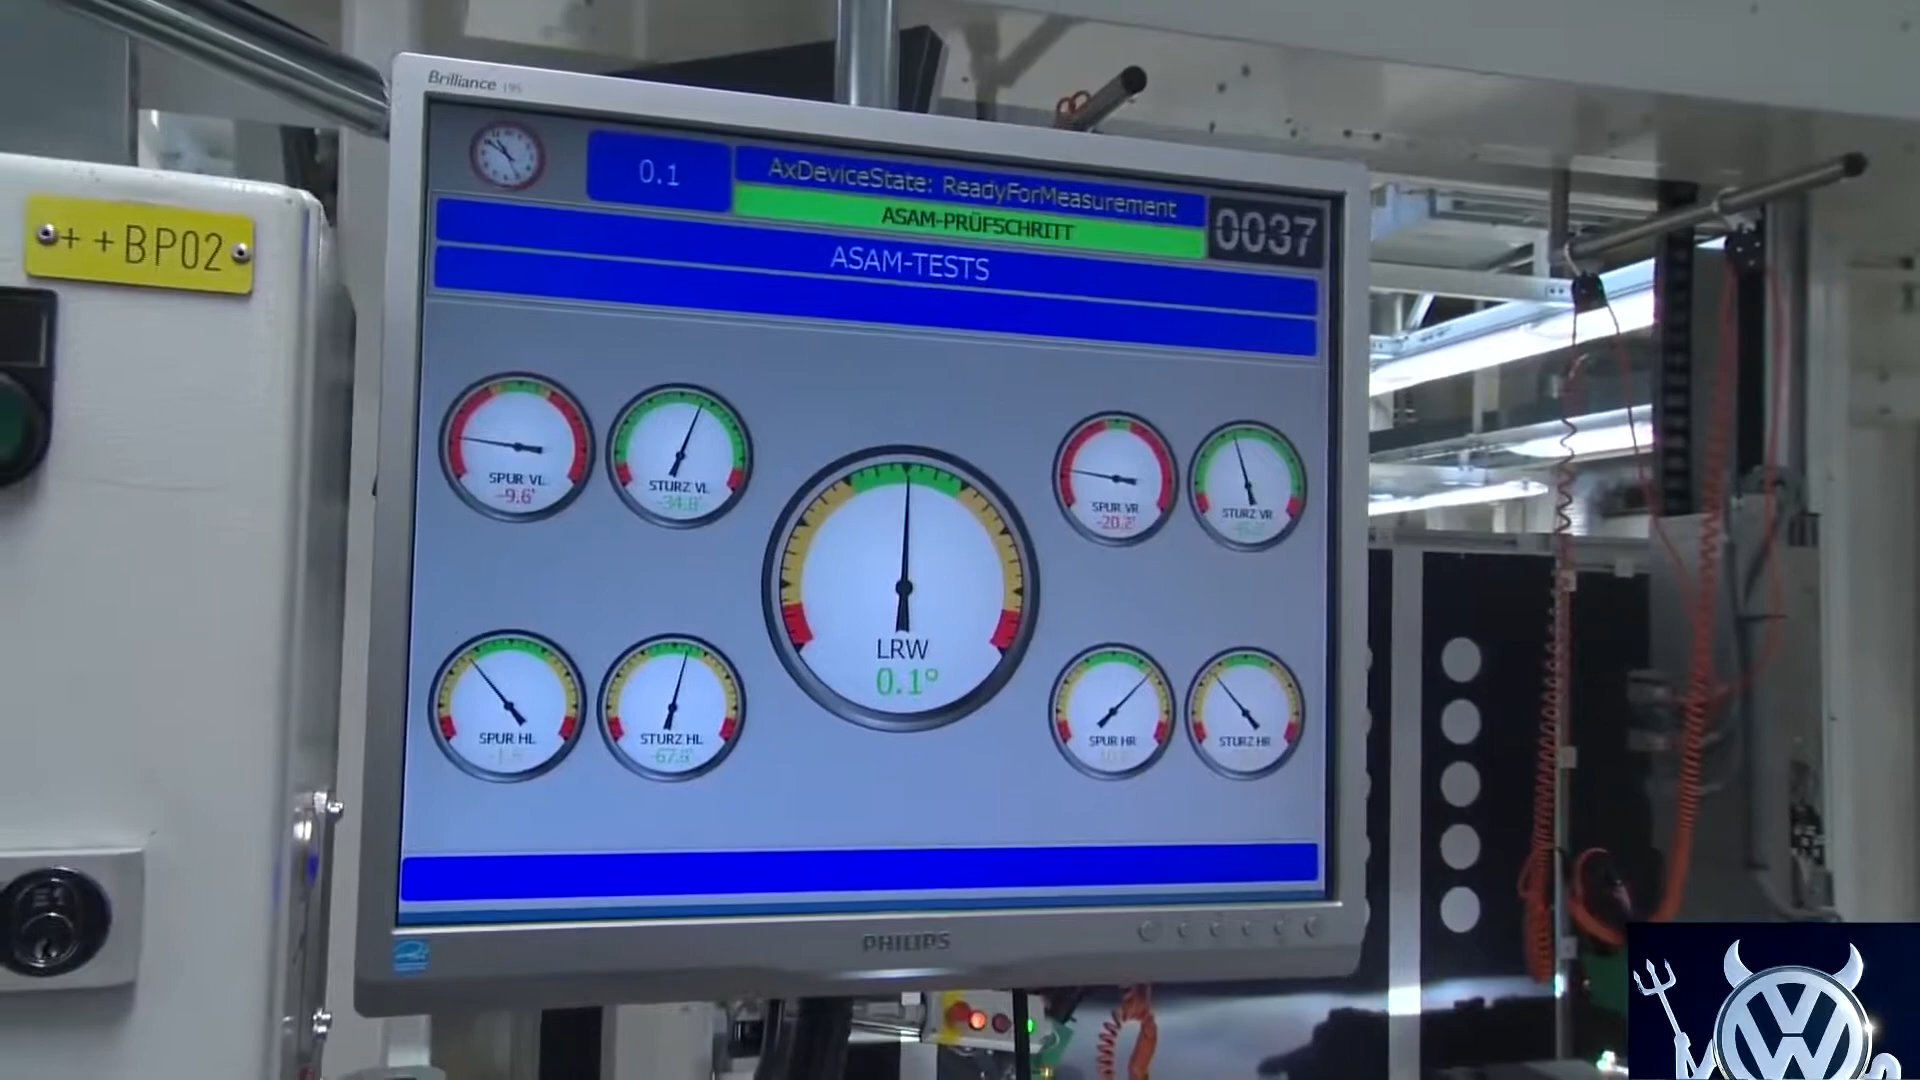 Brilliance 19S
++BP02
0.1
AxDeviceState: ReadyForMeasurement
ASAM-PRÜFSCHRITT
0037
ASAM-TESTS
SPUR VL
-9.6'
STURZ VL
-34.8'
SPUR VR
-20.2'
STURZ VR
LRW
0.1°
SPUR HL
STURZ HL
-67.6'
SPUR HR
STURZ HR
PHILIPS